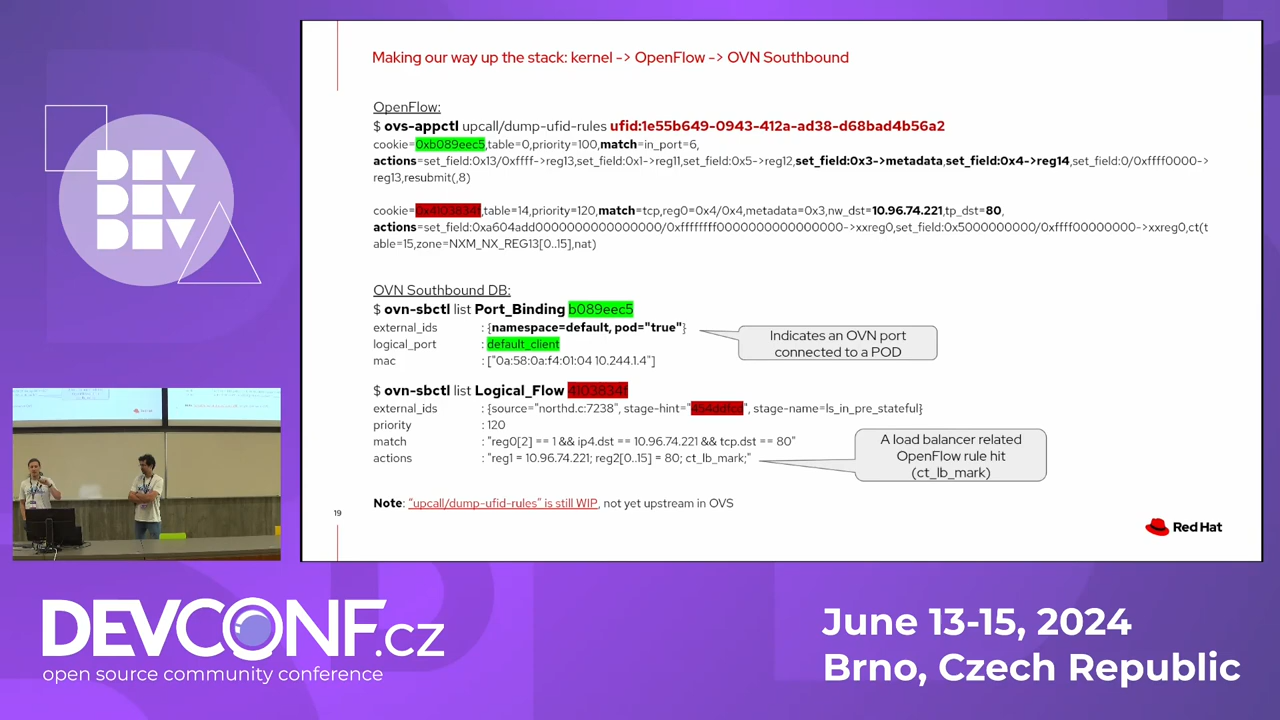 Making our way up the stack: kernel -> OpenFlow -> OVN Southbound
OpenFlow:
$ ovs-appctl upcall/dump-ufid-rules ufid:1e55b649-0943-412a-ad38-d68bad4b56a2
cookie=0xb089eec5,table=0,priority=100,match=in_port=6,
actions=set_field:0x13/0xffff->reg13,set_field:0x1->reg11,set_field:0x5->reg12,set_field:0x3->metadata,set_field:0x4->reg14,set_field:0/0xffff0000->
reg13,resubmit(,8)
cookie=0x4103834f,table=14,priority=120,match=tcp,reg0=0x4/0x4,metadata=0x3,nw_dst=10.96.74.221,tp_dst=80,
actions=set_field:0xa604add0000000000000000/0xffffffff0000000000000000->xxreg0,set_field:0x5000000000/0xffff00000000->xxreg0,ct(t
able=15,zone=NXM_NX_REG13[0..15],nat)
OVN Southbound DB:
$ ovn-sbctl list Port_Binding b089eec5
external_ids : {namespace=default, pod="true"}
logical_port : default_client
mac : ["0a:58:0a:f4:01:04 10.244.1.4"]
Indicates an OVN port
connected to a POD
$ ovn-sbctl list Logical_Flow 4103834f
external_ids : {source="northd.c:7238", stage-hint="454ddfcd", stage-name=ls_in_pre_stateful}
priority : 120
match : "reg0[2] == 1 && ip4.dst == 10.96.74.221 && tcp.dst == 80"
actions : "reg1 = 10.96.74.221; reg2[0..15] = 80; ct_lb_mark;"
A load balancer related
OpenFlow rule hit
(ct_lb_mark)
Note: "upcall/dump-ufid-rules" is still WIP, not yet upstream in OVS
19
Red Hat
DEV
DEV
DEV
DEVCONF.cz
open source community conference
June 13-15, 2024
Brno, Czech Republic